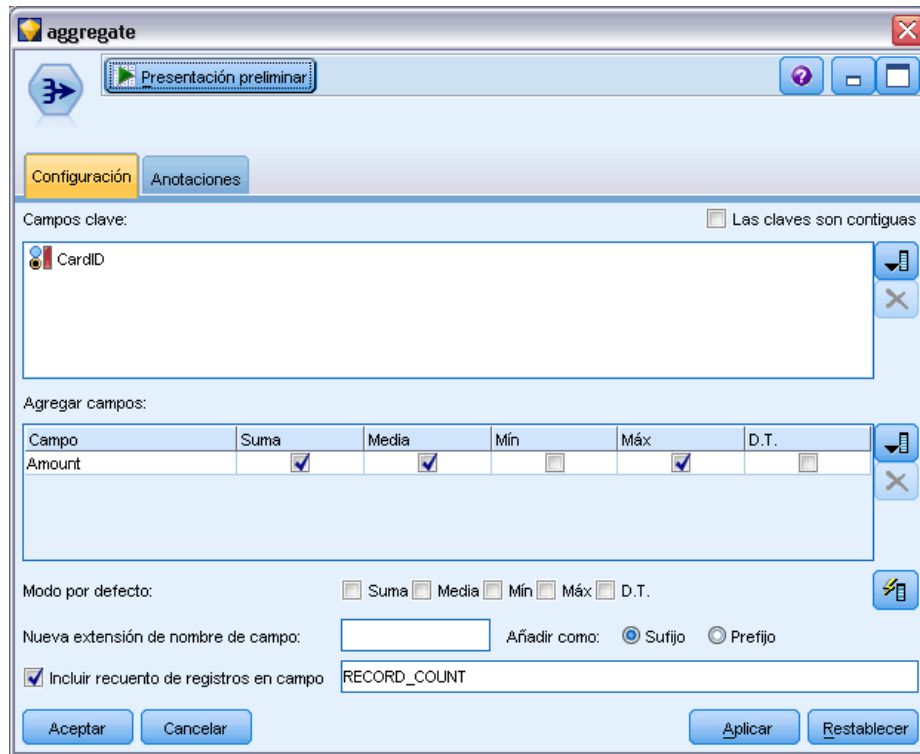 aggregate
Presentación preliminar
Configuración Anotaciones
Campos clave: Las claves son contiguas
CardID
Agregar campos:
Campo Suma Media Mín Máx D.T.
Amount
Modo por defecto: Suma Media Mín Máx D.T.
Nueva extensión de nombre de campo: Añadir como: Sufijo Prefijo
Incluir recuento de registros en campo RECORD_COUNT
Aceptar Cancelar Aplicar Restablecer